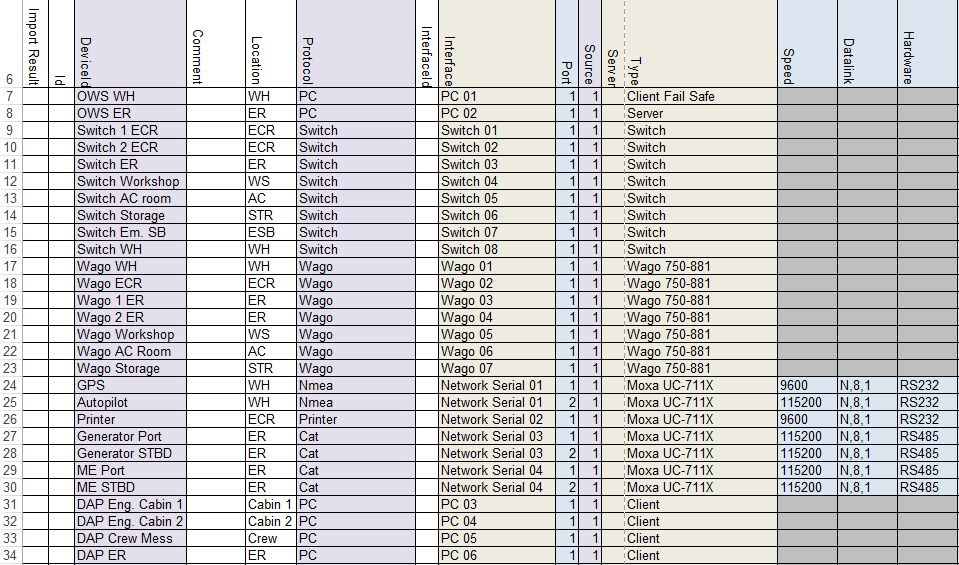 6 Import Result Id DeviceId Comment Location Protocol InterfaceId Interface Port Source Server Type Speed Datalink Hardware
7 OWS WH WH PC PC 01 1 1 Client Fail Safe
8 OWS ER ER PC PC 02 1 1 Server
9 Switch 1 ECR ECR Switch Switch 01 1 1 Switch
10 Switch 2 ECR ECR Switch Switch 02 1 1 Switch
11 Switch ER ER Switch Switch 03 1 1 Switch
12 Switch Workshop WS Switch Switch 04 1 1 Switch
13 Switch AC room AC Switch Switch 05 1 1 Switch
14 Switch Storage STR Switch Switch 06 1 1 Switch
15 Switch Em. SB ESB Switch Switch 07 1 1 Switch
16 Switch WH WH Switch Switch 08 1 1 Switch
17 Wago WH WH Wago Wago 01 1 1 Wago 750-881
18 Wago ECR ECR Wago Wago 02 1 1 Wago 750-881
19 Wago 1 ER ER Wago Wago 03 1 1 Wago 750-881
20 Wago 2 ER ER Wago Wago 04 1 1 Wago 750-881
21 Wago Workshop WS Wago Wago 05 1 1 Wago 750-881
22 Wago AC Room AC Wago Wago 06 1 1 Wago 750-881
23 Wago Storage STR Wago Wago 07 1 1 Wago 750-881
24 GPS WH Nmea Network Serial 01 1 1 Moxa UC-711X 9600 N,8,1 RS232
25 Autopilot WH Nmea Network Serial 01 2 1 Moxa UC-711X 115200 N,8,1 RS232
26 Printer ECR Printer Network Serial 02 1 1 Moxa UC-711X 9600 N,8,1 RS232
27 Generator Port ER Cat Network Serial 03 1 1 Moxa UC-711X 115200 N,8,1 RS485
28 Generator STBD ER Cat Network Serial 03 2 1 Moxa UC-711X 115200 N,8,1 RS485
29 ME Port ER Cat Network Serial 04 1 1 Moxa UC-711X 115200 N,8,1 RS485
30 ME STBD ER Cat Network Serial 04 2 1 Moxa UC-711X 115200 N,8,1 RS485
31 DAP Eng. Cabin 1 Cabin 1 PC PC 03 1 1 Client
32 DAP Eng. Cabin 2 Cabin 2 PC PC 04 1 1 Client
33 DAP Crew Mess Crew PC PC 05 1 1 Client
34 DAP ER ER PC PC 06 1 1 Client